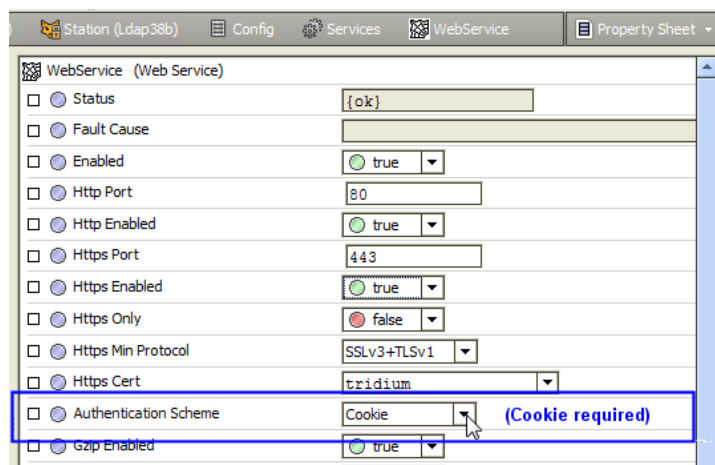 Station (Ldap38b) Config Services WebService Property Sheet
WebService (Web Service)
Status {ok}
Fault Cause
Enabled true
Http Port 80
Http Enabled true
Https Port 443
Https Enabled true
Https Only false
Https Min Protocol SSLv3+TLSv1
Https Cert tridium
Authentication Scheme Cookie (Cookie required)
Gzip Enabled true